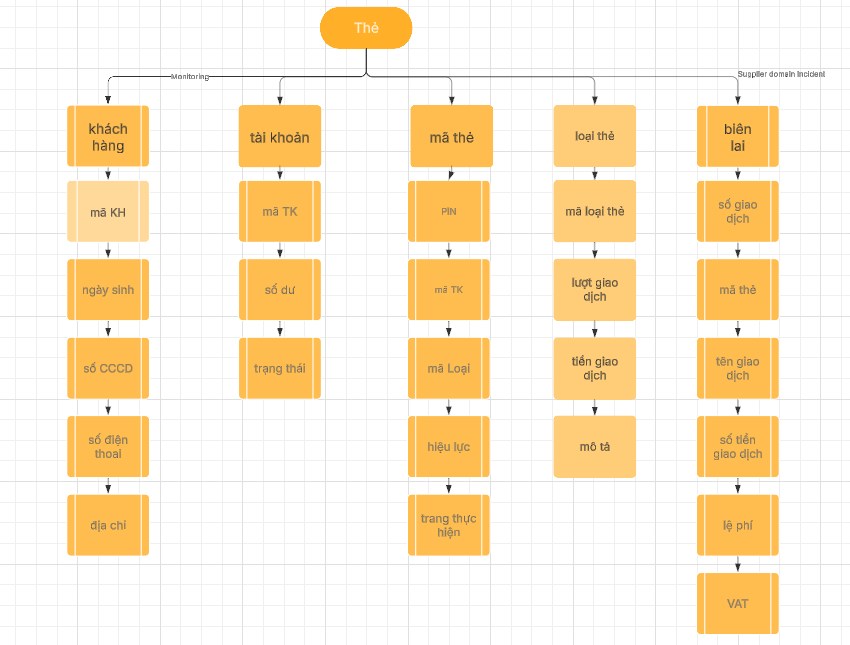 Thẻ
Monitoring
Supplier domain incident
khách
hàng
tài khoản
mã thẻ
loại thẻ
biên
lai
mã KH
mã TK
PIN
mã loại thẻ
số giao
dịch
ngày sinh
số dư
mã TK
lượt giao
dịch
mã thẻ
số CCCD
trạng thái
mã Loại
tiền giao
dịch
tên giao
dịch
số điện
thoai
hiệu lực
mô tả
số tiền
giao dịch
địa chỉ
trang thực
hiện
lệ phí
VAT